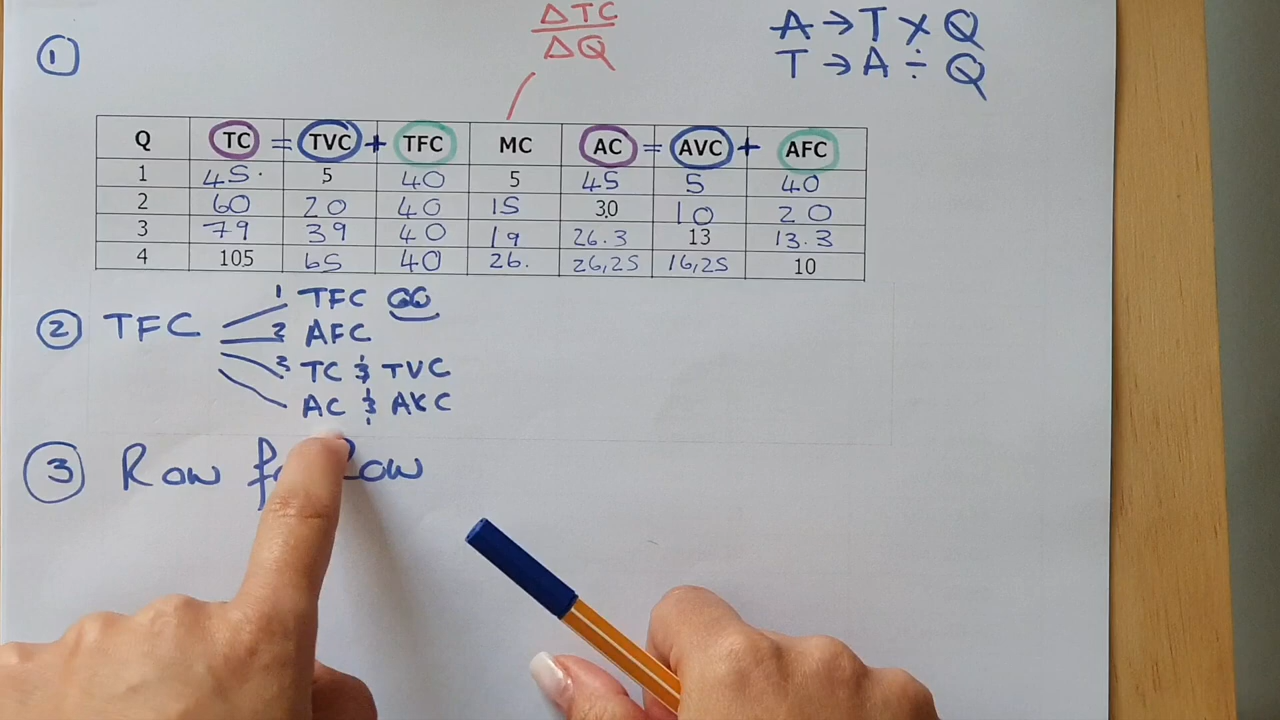 ΔTC
ΔQ
A → T × Q
T → A ÷ Q
①
Q TC = TVC + TFC MC AC = AVC + AFC
1 45. 5 40 5 45 5 40
2 60 20 40 15 30 10 20
3 79 39 40 19 26.3 13 13.3
4 105 65 40 26. 26,25 16,25 10
② TFC
1 TFC
2 AFC
3 TC & TVC
AC &
③ Row Row